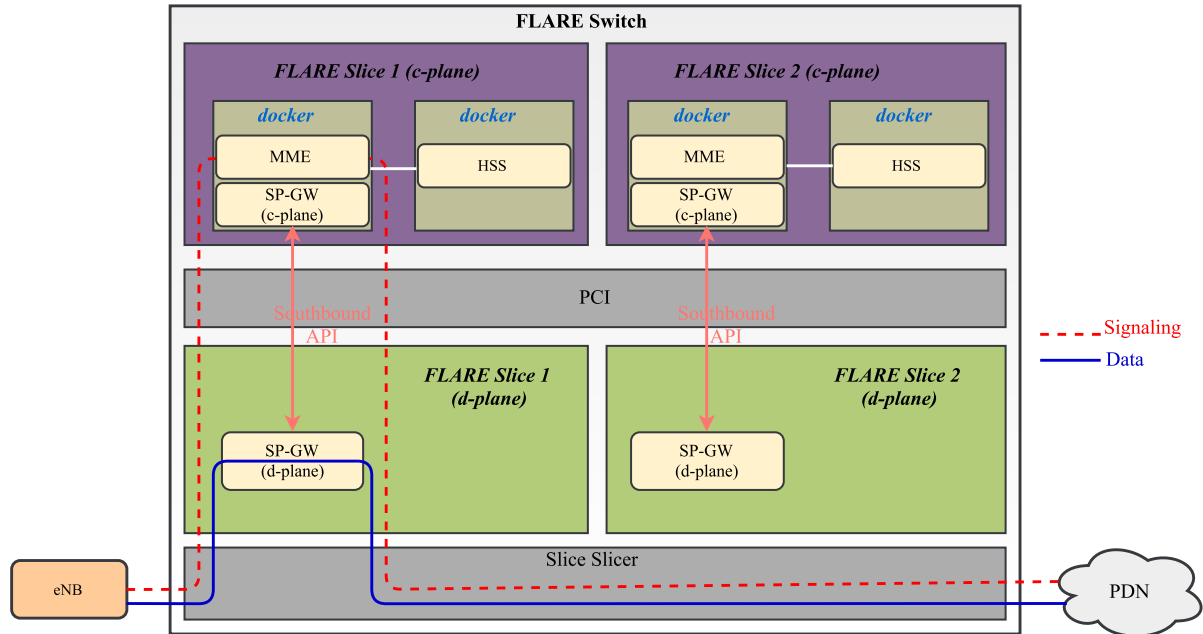 FLARE Switch
FLARE Slice 1 (c-plane)
docker
MME
SP-GW
(c-plane)
docker
HSS
FLARE Slice 2 (c-plane)
docker
MME
SP-GW
(c-plane)
docker
HSS
PCI
Southbound
API
Southbound
API
Signaling
Data
FLARE Slice 1
(d-plane)
SP-GW
(d-plane)
FLARE Slice 2
(d-plane)
SP-GW
(d-plane)
Slice Slicer
eNB
PDN